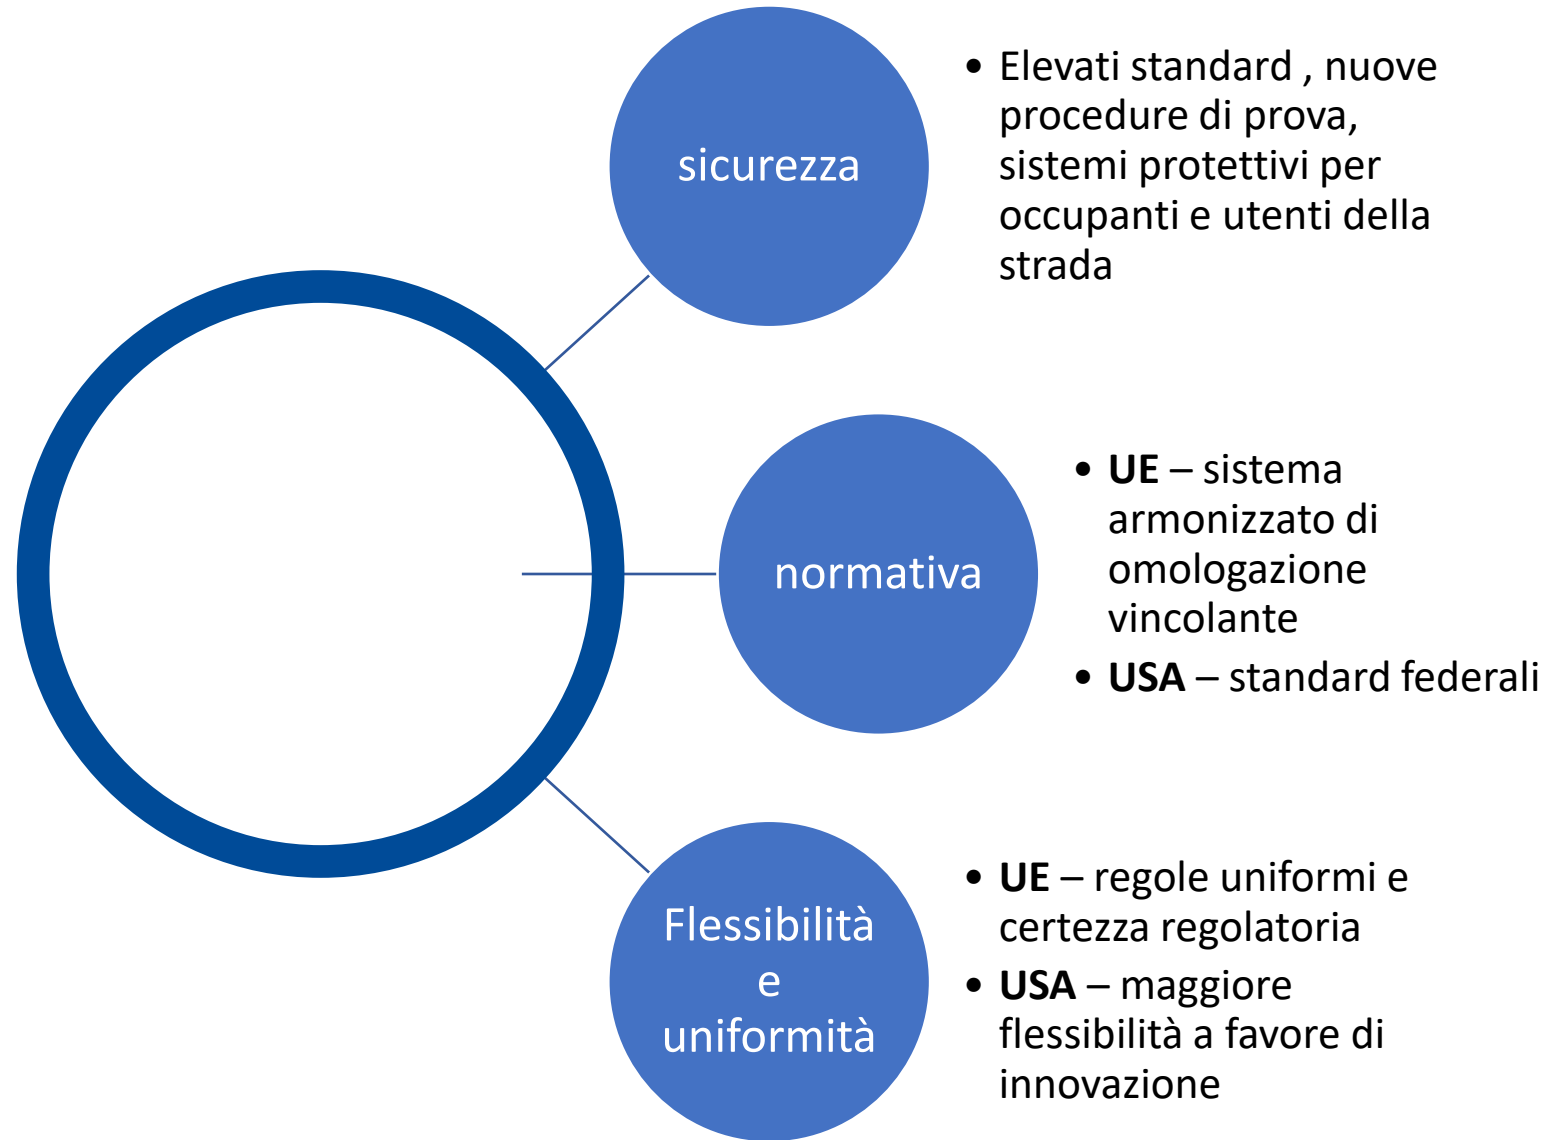 sicurezza
• Elevati standard , nuove
procedure di prova,
sistemi protettivi per
occupanti e utenti della
strada
normativa
• UE – sistema
armonizzato di
omologazione
vincolante
• USA – standard federali
Flessibilità
e
uniformità
• UE – regole uniformi e
certezza regolatoria
• USA – maggiore
flessibilità a favore di
innovazione